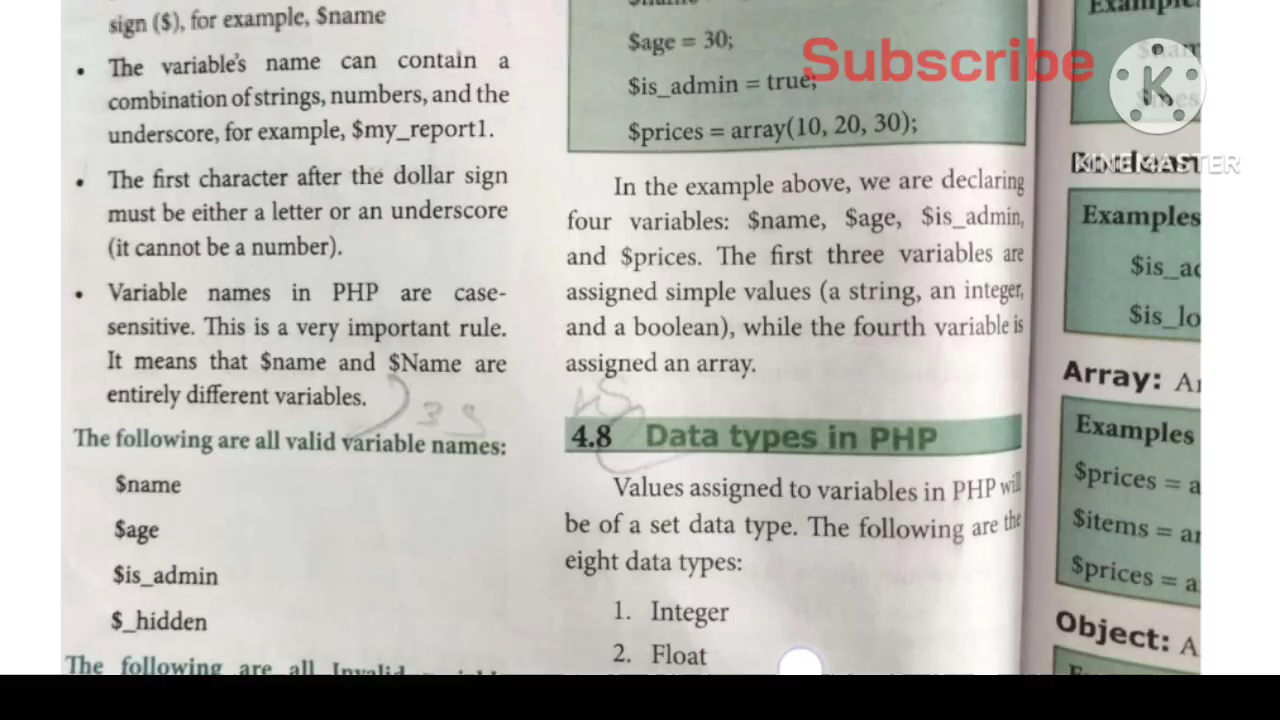 sign ($), for example, $name
• The variable's name can contain a
combination of strings, numbers, and the
underscore, for example, $my_report1.
• The first character after the dollar sign
must be either a letter or an underscore
(it cannot be a number).
• Variable names in PHP are case-
sensitive. This is a very important rule.
It means that $name and $Name are
entirely different variables.
The following are all valid variable names:
$name
$age
$is_admin
$_hidden
The following are all Invalid
$age = 30;
$is_admin = true;
$prices = array(10, 20, 30);
In the example above, we are declaring
four variables: $name, $age, $is_admin,
and $prices. The first three variables are
assigned simple values (a string, an integer,
and a boolean), while the fourth variable is
assigned an array.
4.8 Data types in PHP
Values assigned to variables in PHP will
be of a set data type. The following are the
eight data types:
1. Integer
2. Float
Subscribe
K
KINEMASTER
Examples
$is_ad
$is_lo
Array:
Examples
$prices = a
$items = ar
$prices = a
Object: A